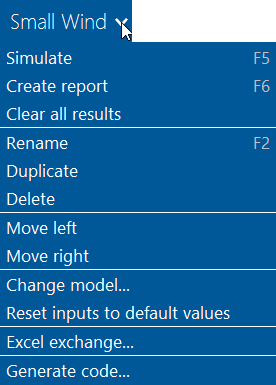 Small Wind
Simulate F5
Create report F6
Clear all results
Rename F2
Duplicate
Delete
Move left
Move right
Change model...
Reset inputs to default values
Excel exchange...
Generate code...